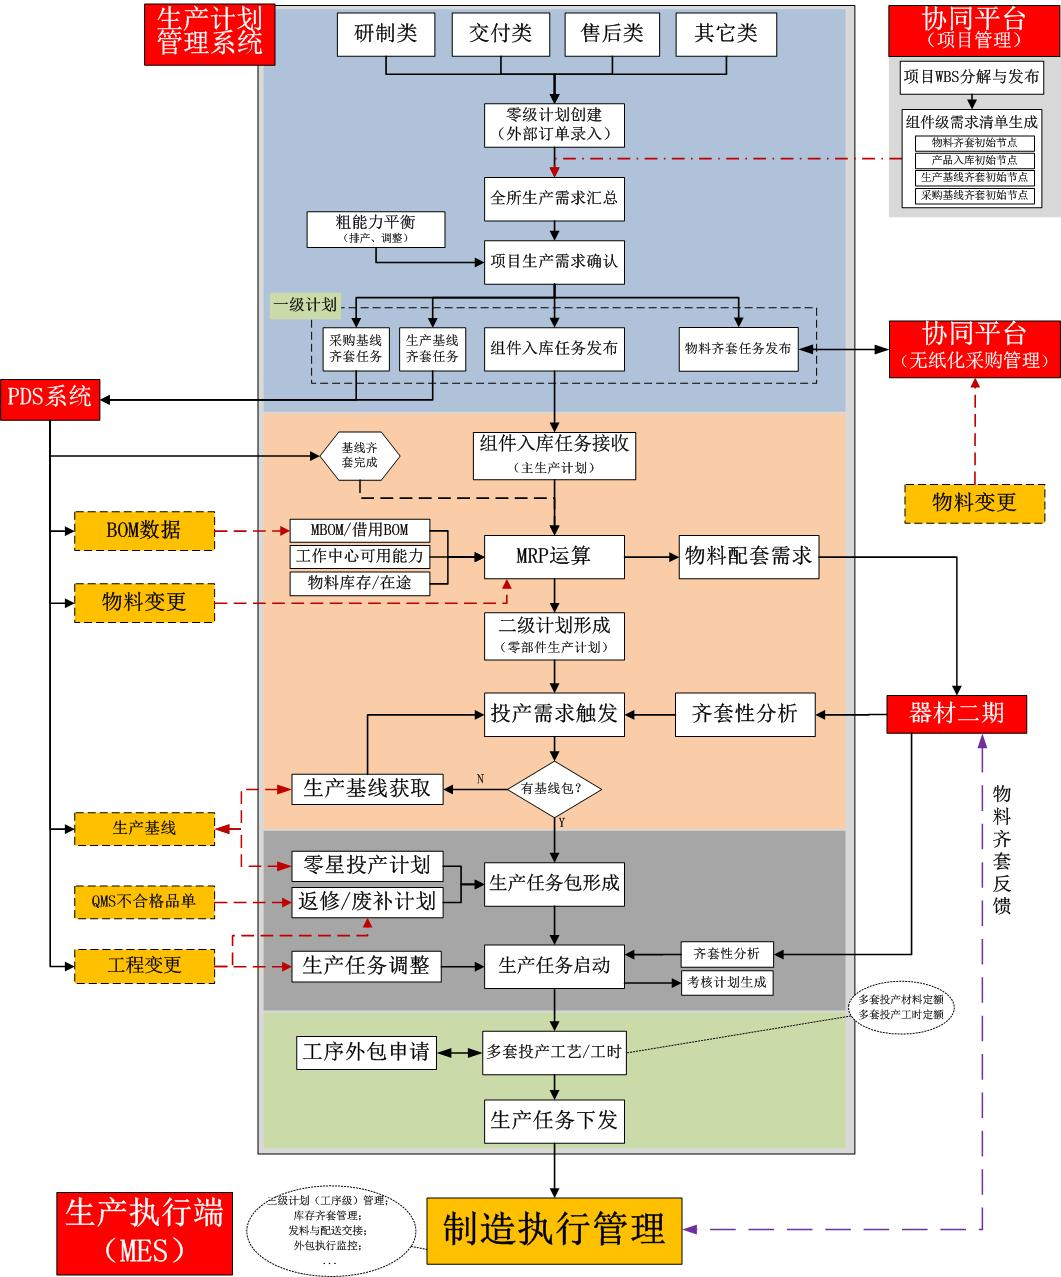 生产计划
管理系统
研制类
交付类
售后类
其它类
协同平台
（项目管理）
项目WBS分解与发布
组件级需求清单生成
物料齐套初始节点
产品入库初始节点
生产基线齐套初始节点
采购基线齐套初始节点
零级计划创建
（外部订单录入）
全所生产需求汇总
粗能力平衡
（排产、调整）
项目生产需求确认
一级计划
采购基线
齐套任务
生产基线
齐套任务
组件入库任务发布
物料齐套任务发布
协同平台
（无纸化采购管理）
PDS系统
基线齐
套完成
组件入库任务接收
（主生产计划）
物料变更
BOM数据
MBOM/借用BOM
工作中心可用能力
物料库存/在途
MRP运算
物料配套需求
物料变更
二级计划形成
（零部件生产计划）
投产需求触发
齐套性分析
器材二期
生产基线获取
N
有基线包?
Y
物料齐套反馈
生产基线
零星投产计划
生产任务包形成
QMS不合格品单
返修/废补计划
工程变更
生产任务调整
生产任务启动
齐套性分析
考核计划生成
多套投产材料定额
多套投产工时定额
工序外包申请
多套投产工艺/工时
生产任务下发
生产执行端
（MES）
三级计划（工序级）管理;
库存齐套管理;
发料与配送交接;
外包执行监控;
...
制造执行管理